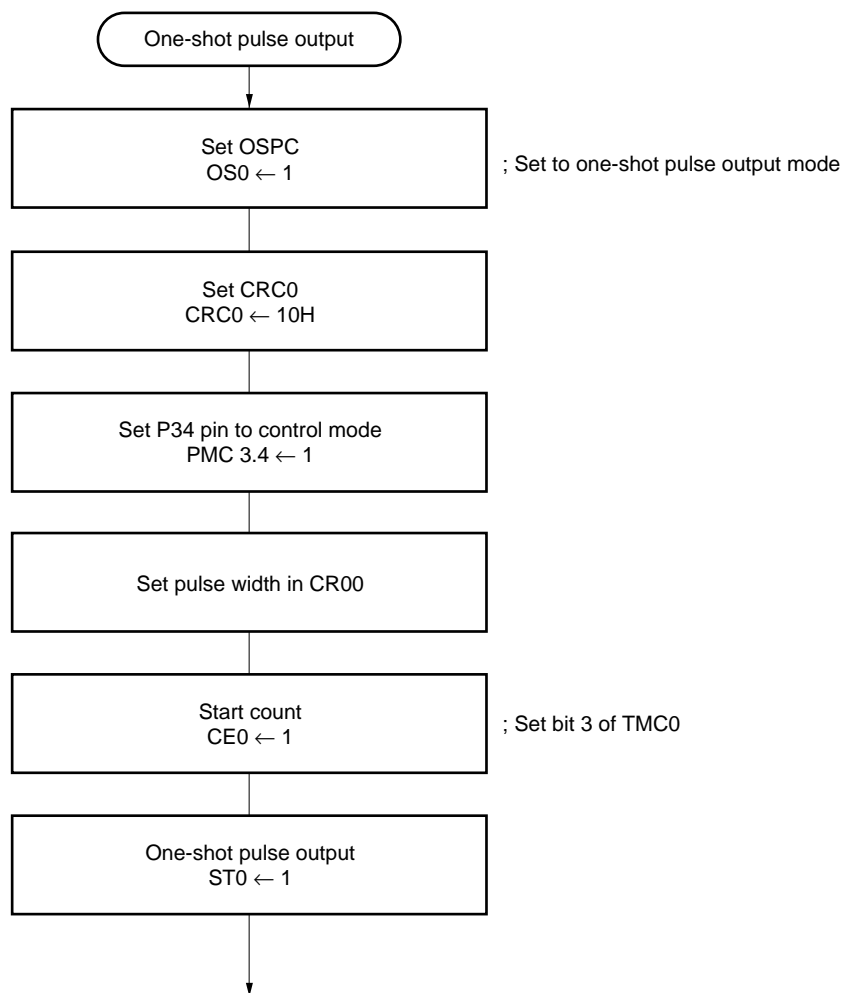 One-shot pulse output
Set OSPC
OS0 ← 1
; Set to one-shot pulse output mode
Set CRC0
CRC0 ← 10H
Set P34 pin to control mode
PMC 3.4 ← 1
Set pulse width in CR00
Start count
CE0 ← 1
; Set bit 3 of TMC0
One-shot pulse output
ST0 ← 1